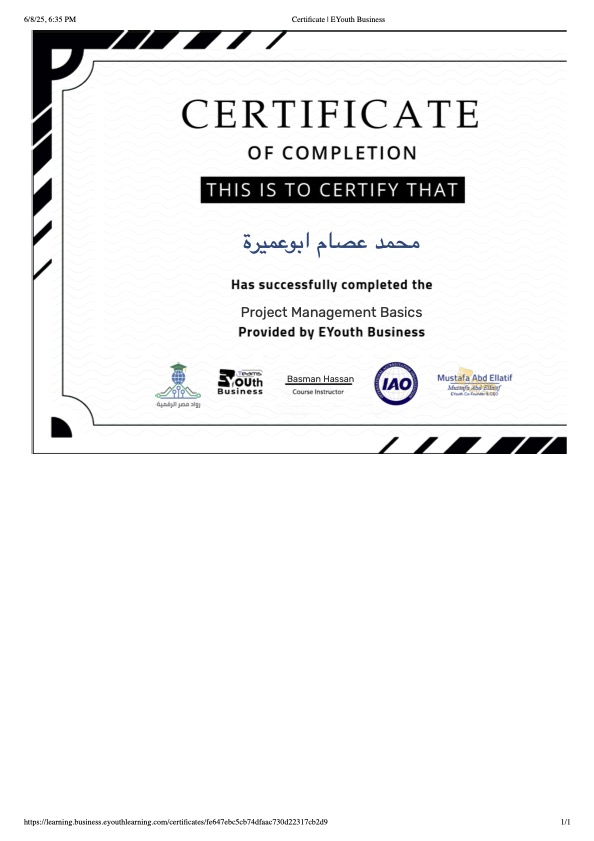 6/8/25, 6:35 PM
Certificate | EYouth Business
CERTIFICATE
OF COMPLETION
THIS IS TO CERTIFY THAT
محمد عصام ابوعميرة
Has successfully completed the
Project Management Basics
Provided by EYouth Business
رواد مصر الرقمية
Teams
EYOUth
Business
Basman Hassan
Course Instructor
IAO
Mustafa Abd Ellatif
Mustafa Abd Ellatif
EYouth Co-Founder & CEO
https://learning.business.eyouthlearning.com/certificates/fe647ebc5cb74dfaac730d22317cb2d9
1/1